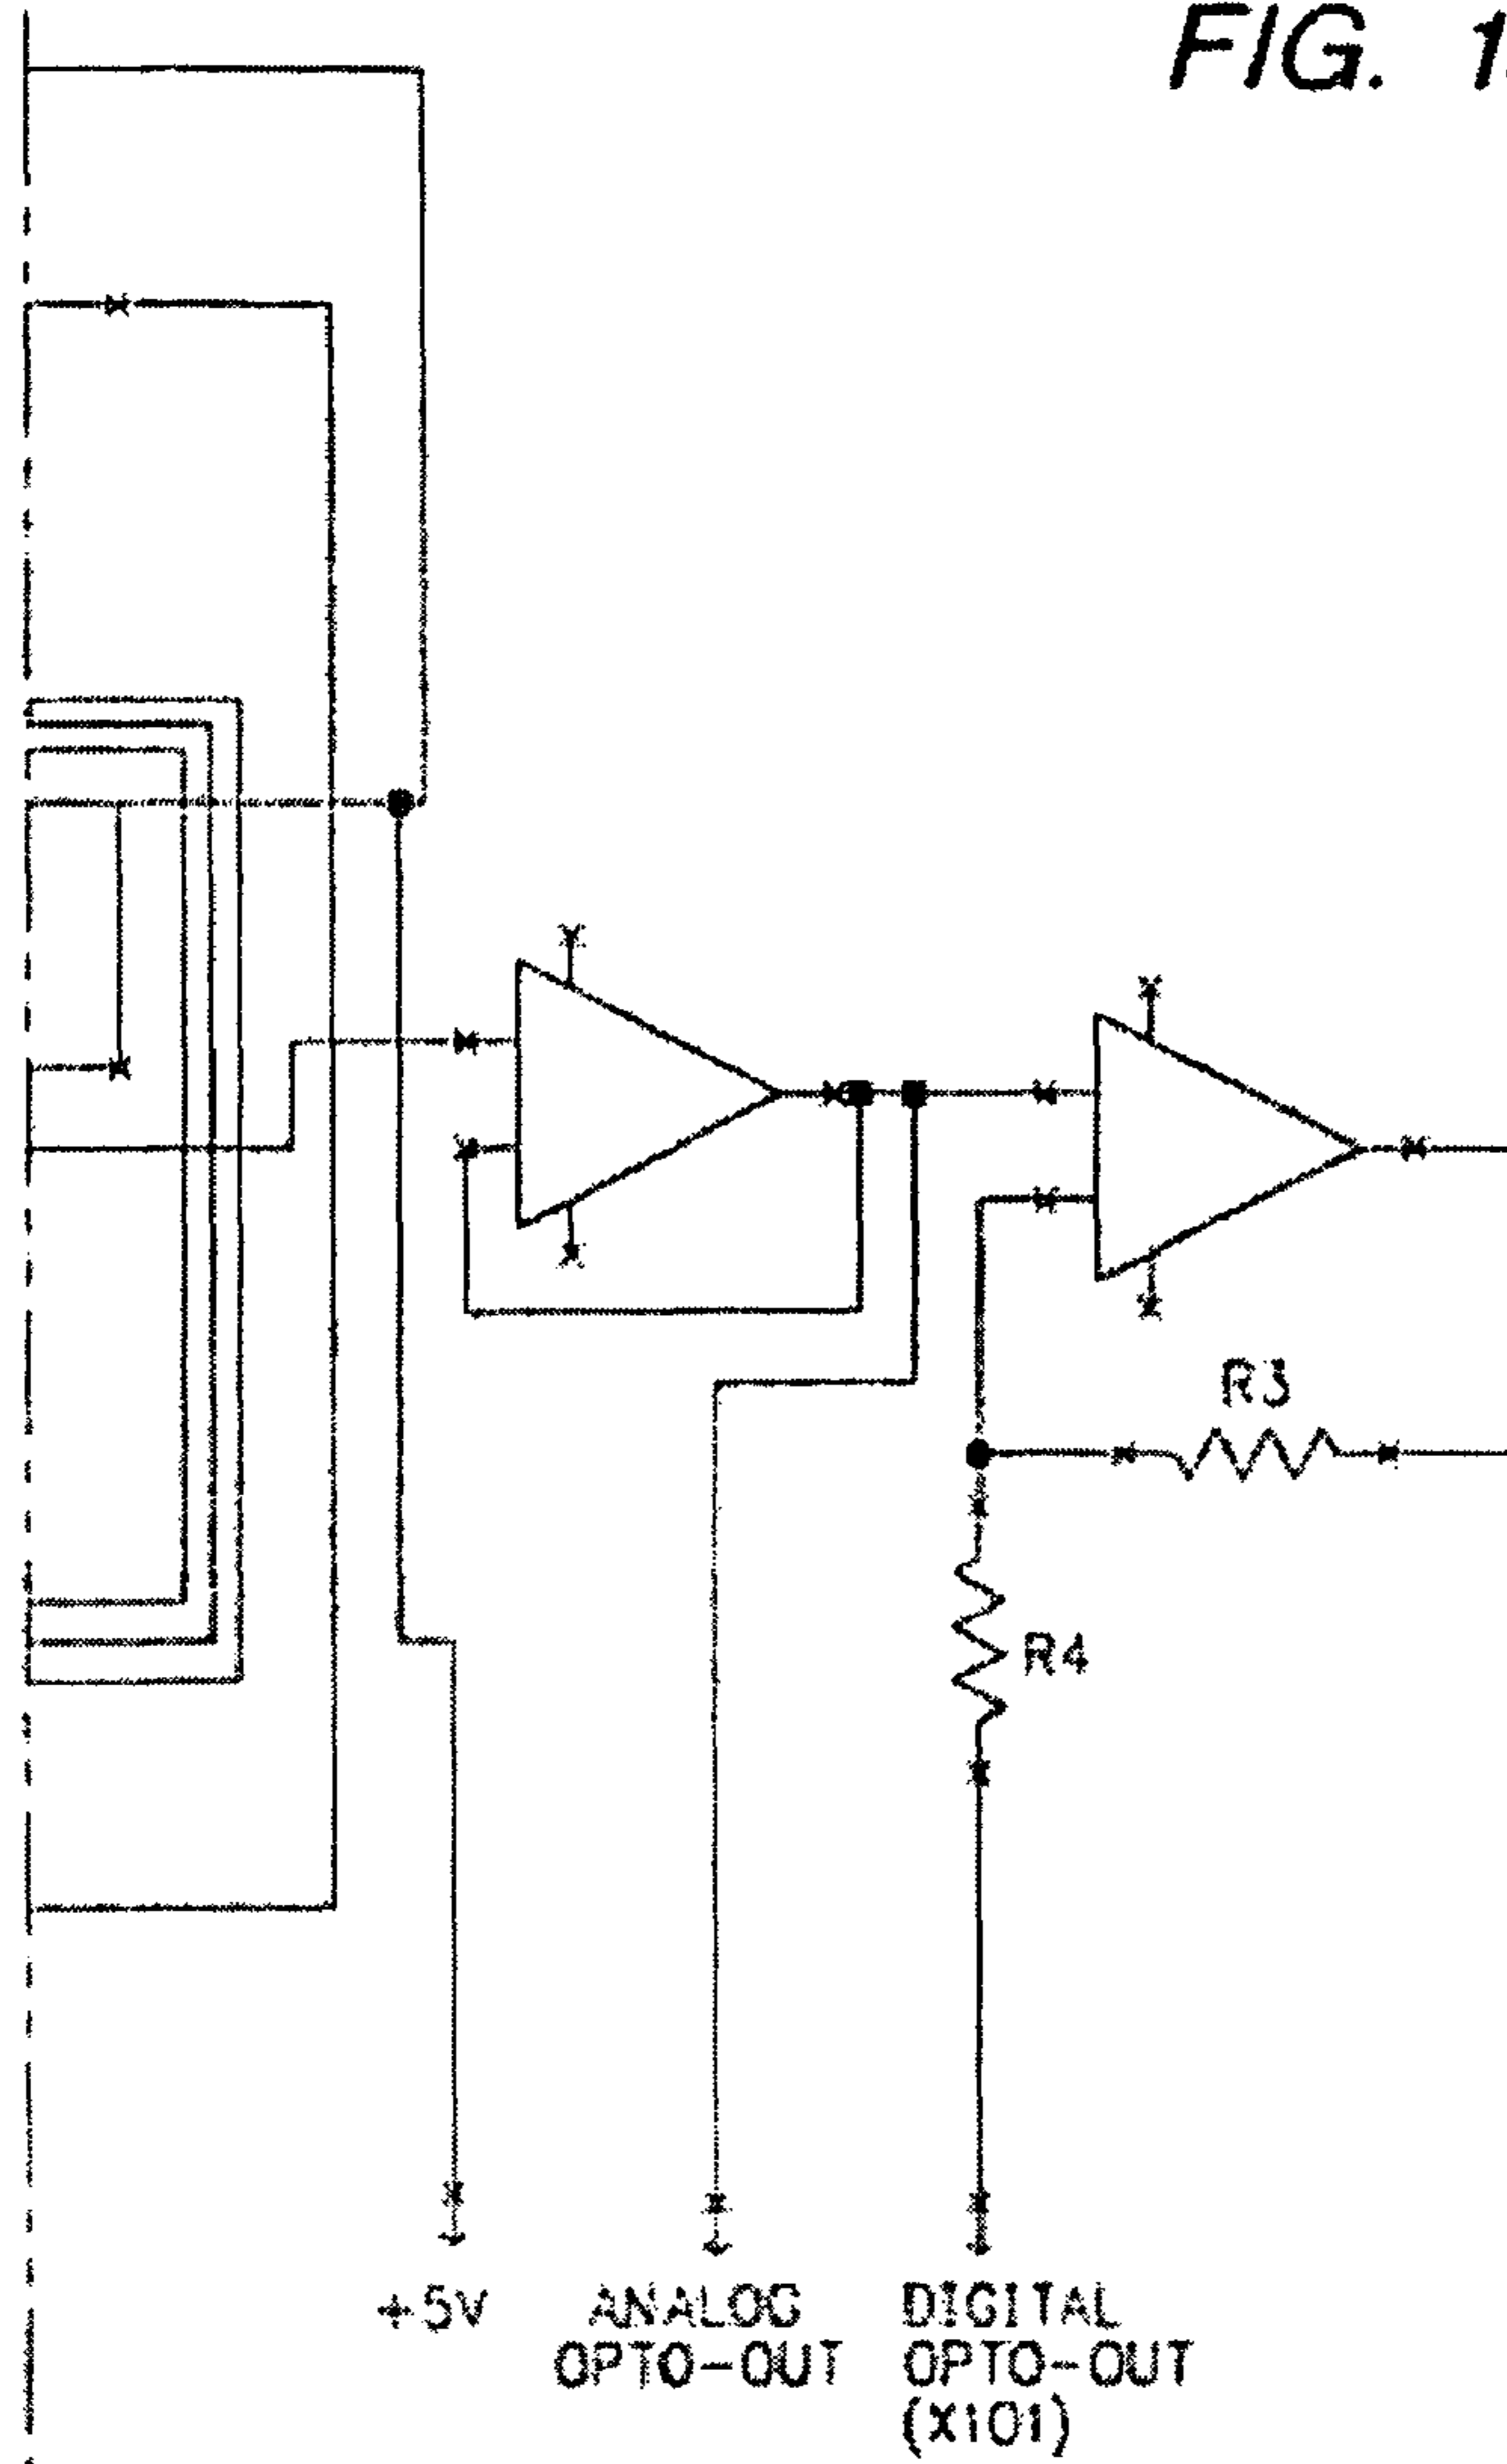 FIG. 1
R3
R4
+5V
ANALOG
OPTO-OUT
DIGITAL
OPTO-OUT
(X101)